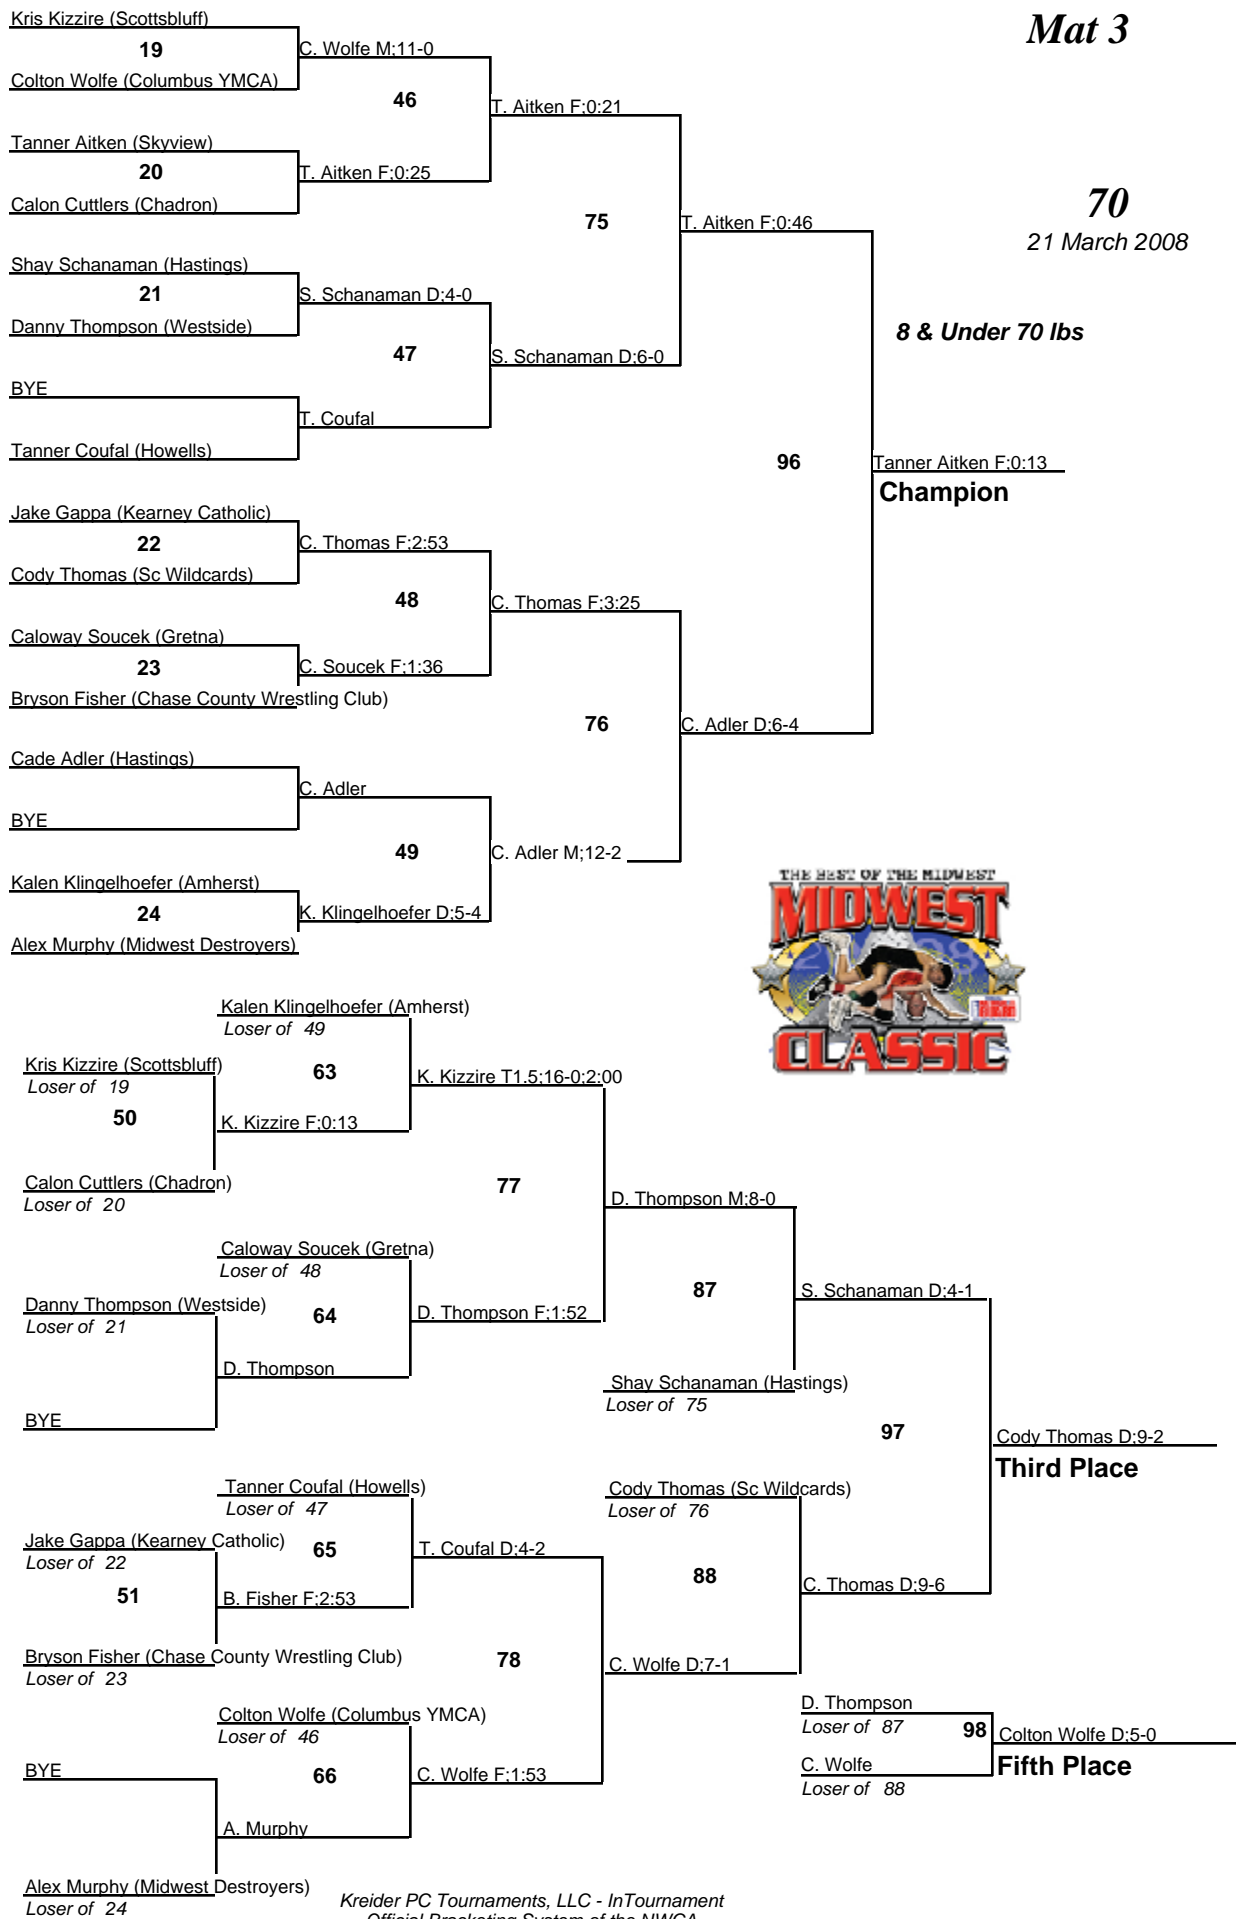 Mat 3
70
21 March 2008
8 & Under 70 lbs
Kris Kizzire (Scottsbluff)
19
C. Wolfe M;11-0
Colton Wolfe (Columbus YMCA)
46
T. Aitken F;0:21
Tanner Aitken (Skyview)
20
T. Aitken F;0:25
Calon Cuttlers (Chadron)
75
T. Aitken F;0:46
Shay Schanaman (Hastings)
21
S. Schanaman D;4-0
Danny Thompson (Westside)
47
S. Schanaman D;6-0
BYE
T. Coufal
Tanner Coufal (Howells)
96
Tanner Aitken F;0:13
Champion
Jake Gappa (Kearney Catholic)
22
C. Thomas F;2:53
Cody Thomas (Sc Wildcards)
48
C. Thomas F;3:25
Caloway Soucek (Gretna)
23
C. Soucek F;1:36
Bryson Fisher (Chase County Wrestling Club)
76
C. Adler D;6-4
Cade Adler (Hastings)
C. Adler
BYE
49
C. Adler M;12-2
Kalen Klingelhoefer (Amherst)
24
K. Klingelhoefer D;5-4
Alex Murphy (Midwest Destroyers)
THE BEST OF THE MIDWEST
MIDWEST
CLASSIC
Kalen Klingelhoefer (Amherst)
Loser of 49
Kris Kizzire (Scottsbluff)
Loser of 19
63
K. Kizzire T1.5;16-0;2:00
50
K. Kizzire F;0:13
Calon Cuttlers (Chadron)
Loser of 20
77
D. Thompson M;8-0
Caloway Soucek (Gretna)
Loser of 48
Danny Thompson (Westside)
Loser of 21
64
D. Thompson F;1:52
87
S. Schanaman D;4-1
D. Thompson
BYE
Shay Schanaman (Hastings)
Loser of 75
97
Cody Thomas D;9-2
Third Place
Tanner Coufal (Howells)
Loser of 47
Cody Thomas (Sc Wildcards)
Loser of 76
Jake Gappa (Kearney Catholic)
Loser of 22
65
T. Coufal D;4-2
51
B. Fisher F;2:53
88
C. Thomas D;9-6
Bryson Fisher (Chase County Wrestling Club)
Loser of 23
78
C. Wolfe D;7-1
Colton Wolfe (Columbus YMCA)
Loser of 46
D. Thompson
Loser of 87
98
Colton Wolfe D;5-0
Fifth Place
C. Wolfe
Loser of 88
BYE
66
C. Wolfe F;1:53
A. Murphy
Alex Murphy (Midwest Destroyers)
Loser of 24
Kreider PC Tournaments, LLC - InTournament
Official Bracketing System of the NWCA